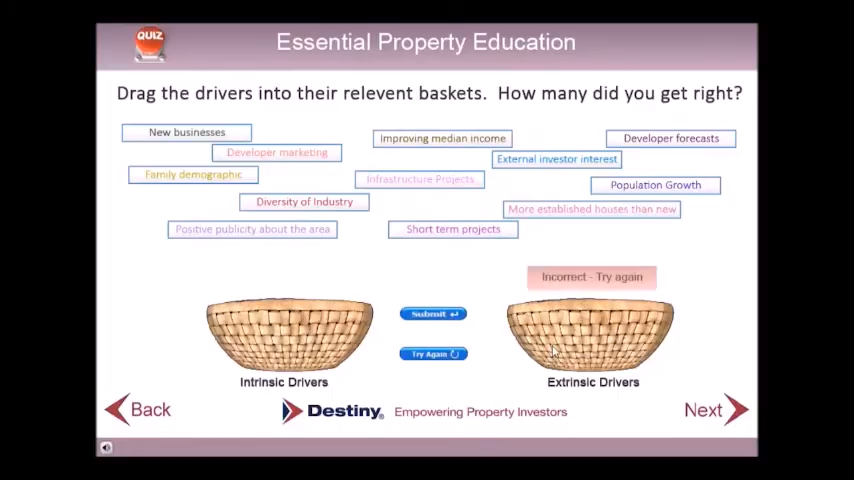 QUIZ
Essential Property Education
Drag the drivers into their relevent baskets. How many did you get right?
New businesses
Improving median income
Developer forecasts
Developer marketing
External investor interest
Family demographic
Infrastructure Projects
Population Growth
Diversity of Industry
More established houses than new
Positive publicity about the area
Short term projects
Incorrect - Try again
Submit
Try Again
Intrinsic Drivers
Extrinsic Drivers
Back
Destiny® Empowering Property Investors
Next